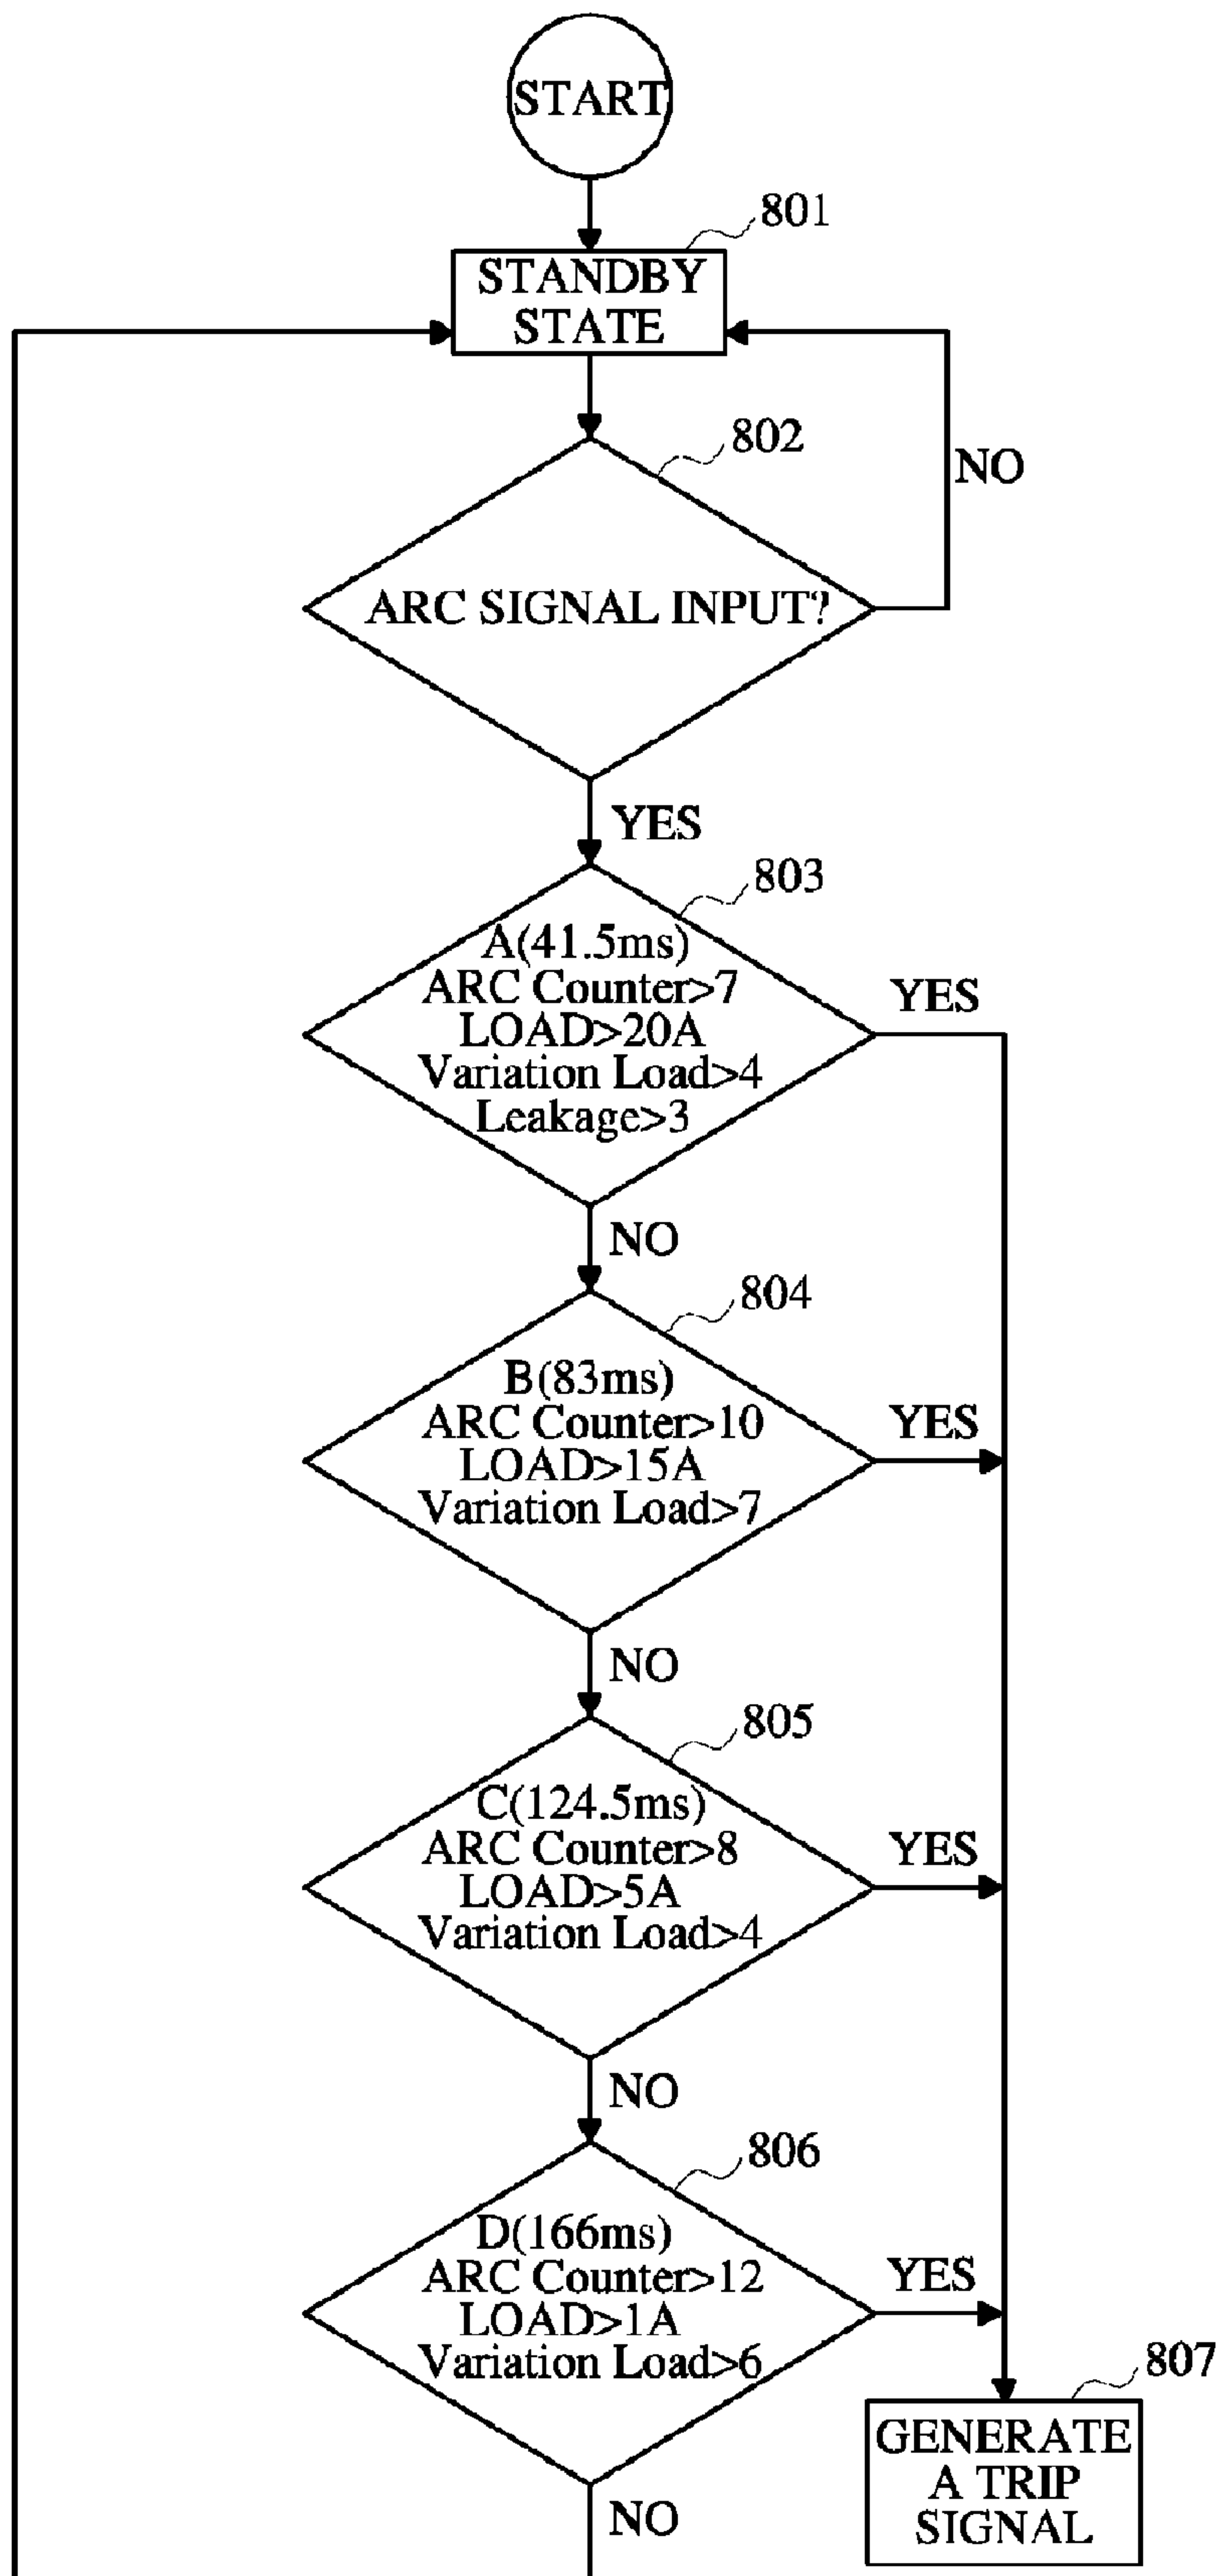 START
801
STANDBY
STATE
802
NO
ARC SIGNAL INPUT?
YES
803
A(41.5ms)
ARC Counter>7
LOAD>20A
Variation Load>4
Leakage>3
YES
NO
804
B(83ms)
ARC Counter>10
LOAD>15A
Variation Load>7
YES
NO
805
C(124.5ms)
ARC Counter>8
LOAD>5A
Variation Load>4
YES
NO
806
D(166ms)
ARC Counter>12
LOAD>1A
Variation Load>6
YES
807
GENERATE
A TRIP
SIGNAL
NO